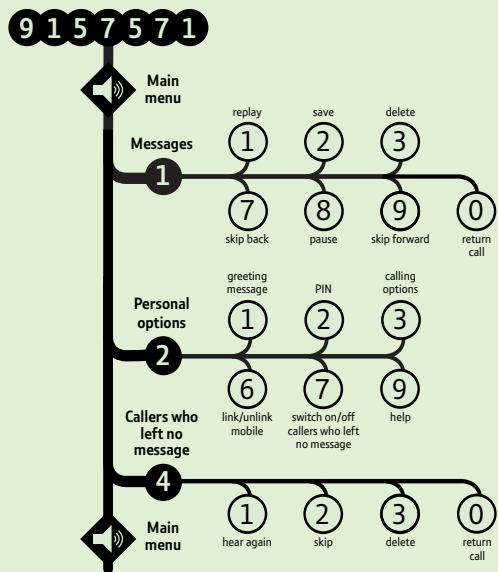 9157571
Main
menu
Messages
1
replay
1
save
2
delete
3
7
skip back
8
pause
9
skip forward
0
return
call
Personal
options
2
greeting
message
1
PIN
2
calling
options
3
6
link/unlink
mobile
7
switch on/off
callers who left
no message
9
help
Callers who
left no
message
4
1
hear again
2
skip
3
delete
0
return
call
Main
menu